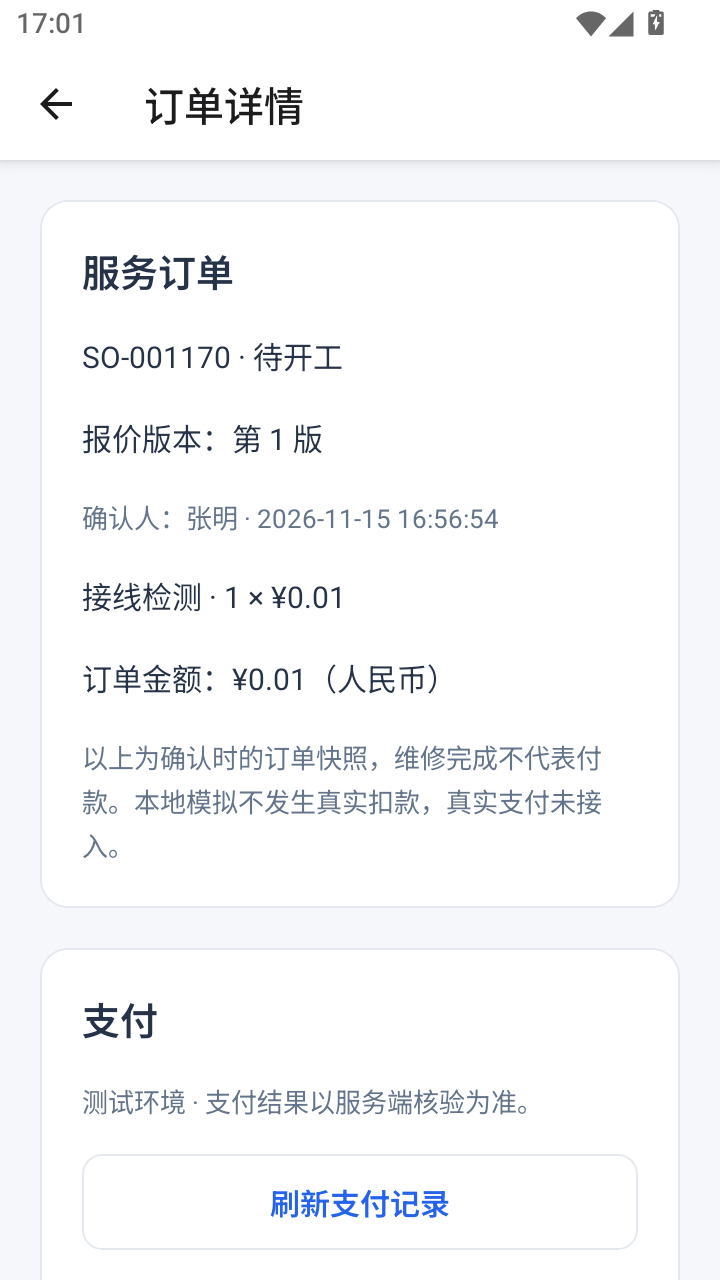 17:01
订单详情
服务订单
SO-001170 · 待开工
报价版本：第 1 版
确认人：张明 · 2026-11-15 16:56:54
接线检测 · 1 × ¥0.01
订单金额：¥0.01（人民币）
以上为确认时的订单快照，维修完成不代表付
款。本地模拟不发生真实扣款，真实支付未接
入。
支付
测试环境 · 支付结果以服务端核验为准。
刷新支付记录